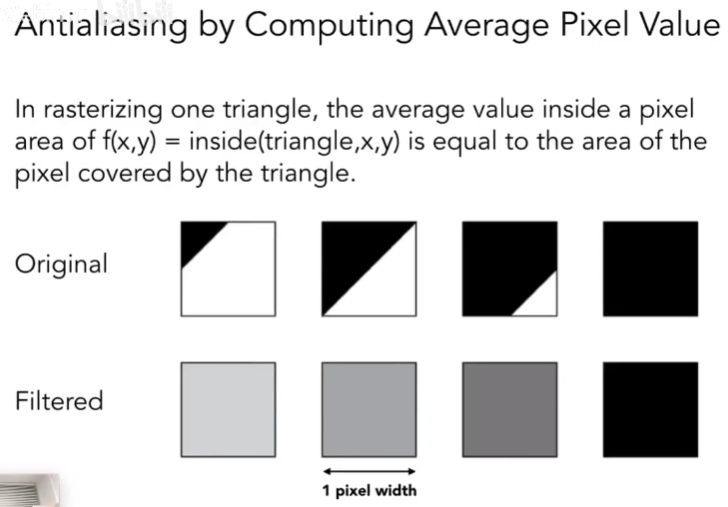 Antialiasing by Computing Average Pixel Value
In rasterizing one triangle, the average value inside a pixel
area of f(x,y) = inside(triangle,x,y) is equal to the area of the
pixel covered by the triangle.
Original
Filtered
1 pixel width